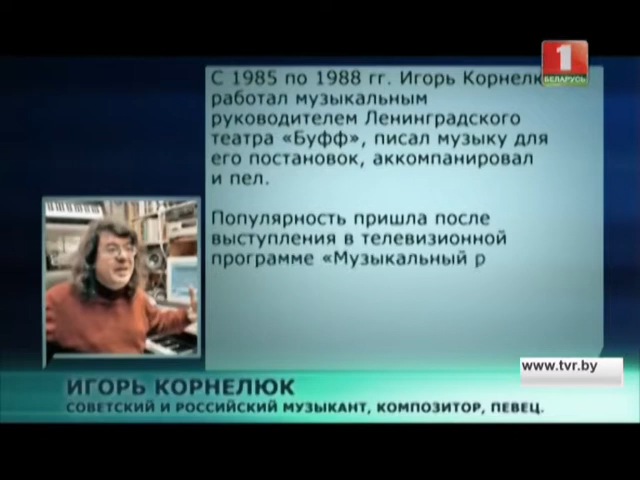 1
БЕЛАРУСЬ
С 1985 по 1988 гг. Игорь
работал музыкальным
руководителем Ленинградского
театра «Буфф», писал музыку для
его постановок, аккомпанировал
и пел.
Популярность пришла после
выступления в телевизионной
программе «Музыкальный р
www.tvr.by
ИГОРЬ КОРНЕЛЮК
СОВЕТСКИЙ И РОССИЙСКИЙ МУЗЫКАНТ, КОМПОЗИТОР, ПЕВЕЦ.